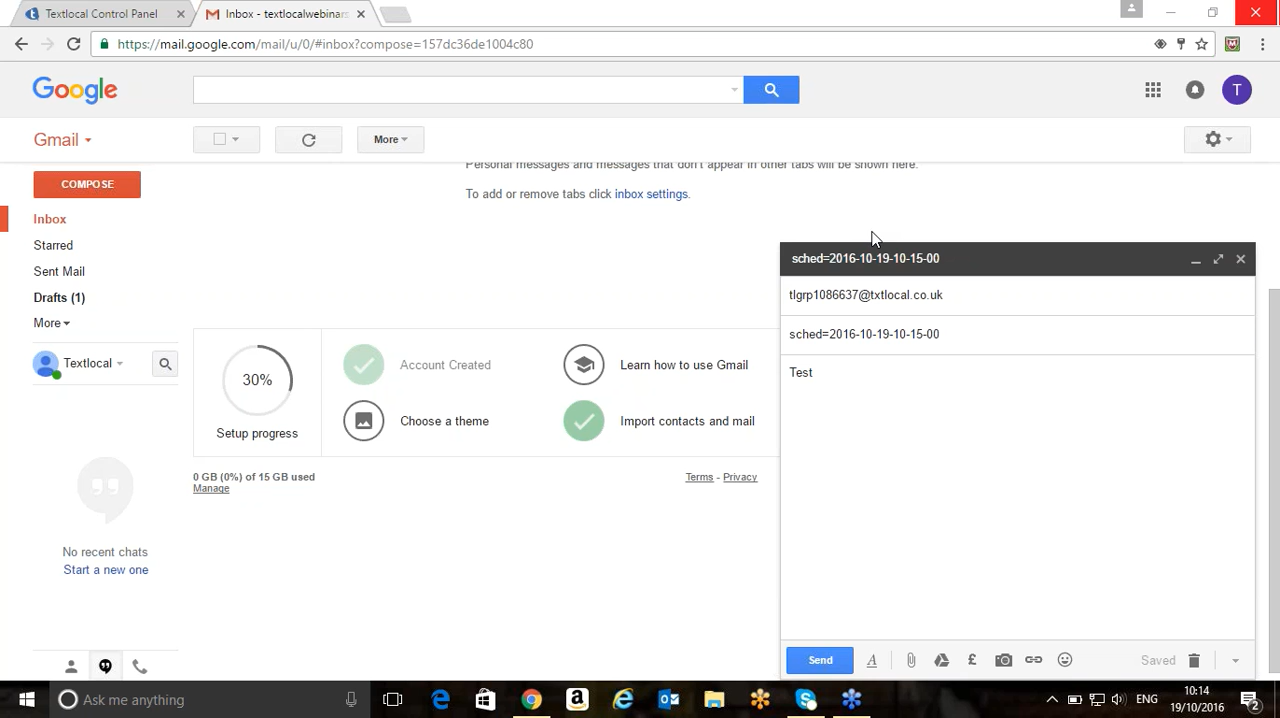 Textlocal Control Panel
Inbox - textlocalwebinars
https://mail.google.com/mail/u/0/#inbox?compose=157dc36de1004c80
Google
T
Gmail
More
Personal messages and messages that don't appear in other tabs will be shown here.
COMPOSE
To add or remove tabs click inbox settings.
Inbox
Starred
Sent Mail
Drafts (1)
More
Textlocal
sched=2016-10-19-10-15-00
tlgrp1086637@txtlocal.co.uk
sched=2016-10-19-10-15-00
Test
30%
Setup progress
Account Created
Learn how to use Gmail
Choose a theme
Import contacts and mail
0 GB (0%) of 15 GB used
Manage
Terms - Privacy
No recent chats
Start a new one
Send
Saved
Ask me anything
ENG
10:14
19/10/2016
2